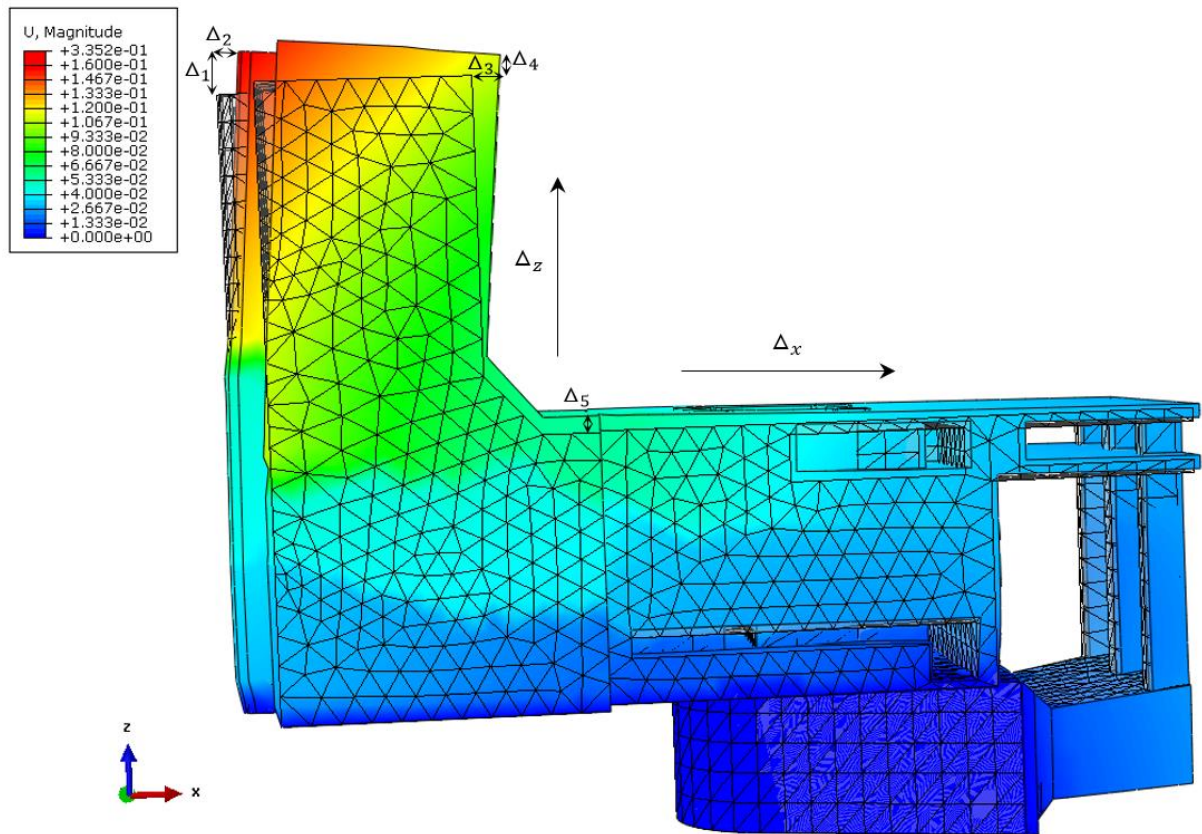 U, Magnitude
+3.352e-01
+1.600e-01
+1.467e-01
+1.333e-01
+1.200e-01
+1.067e-01
+9.333e-02
+8.000e-02
+6.667e-02
+5.333e-02
+4.000e-02
+2.667e-02
+1.333e-02
+0.000e+00
Δ2
Δ1
Δ3
Δ4
Δz
Δx
Δ5
z
x